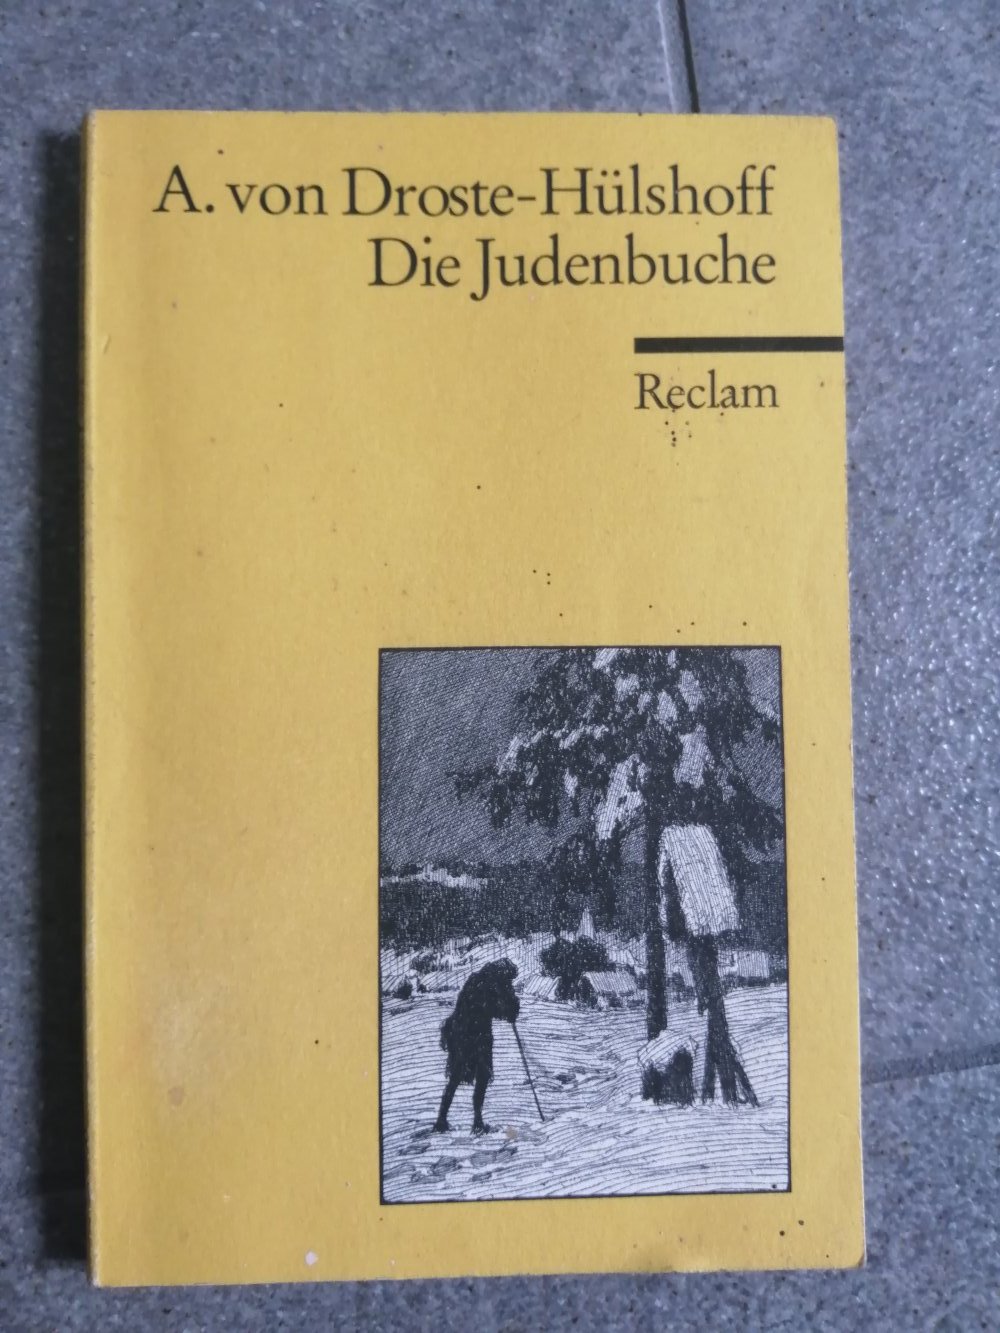 A. von Droste-Hülshoff
Die Judenbuche
Reclam